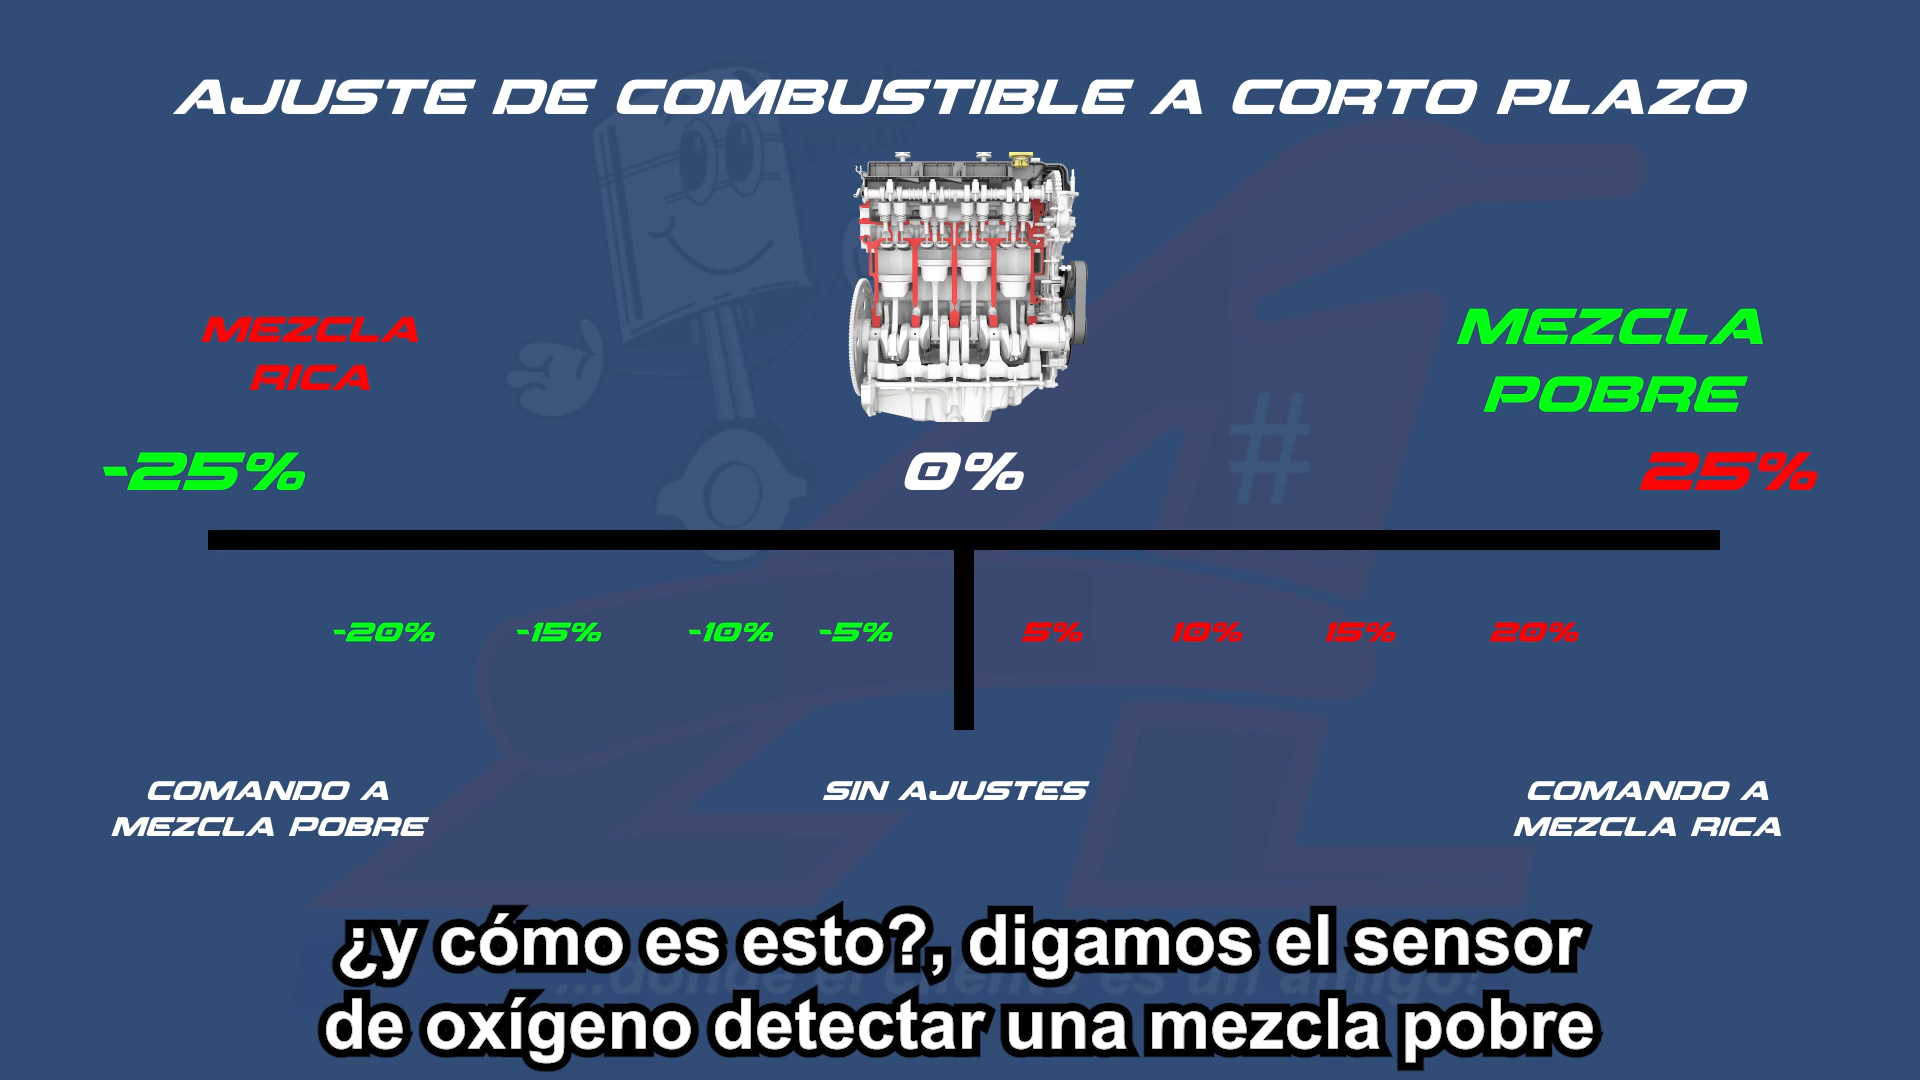 AJUSTE DE COMBUSTIBLE A CORTO PLAZO
MEZCLA
RICA
MEZCLA
POBRE
-25%
0%
25%
-20%
-15%
-10%
-5%
5%
10%
15%
20%
COMANDO A
MEZCLA POBRE
SIN AJUSTES
COMANDO A
MEZCLA RICA
¿y cómo es esto?, digamos el sensor
de oxígeno detectar una mezcla pobre
#